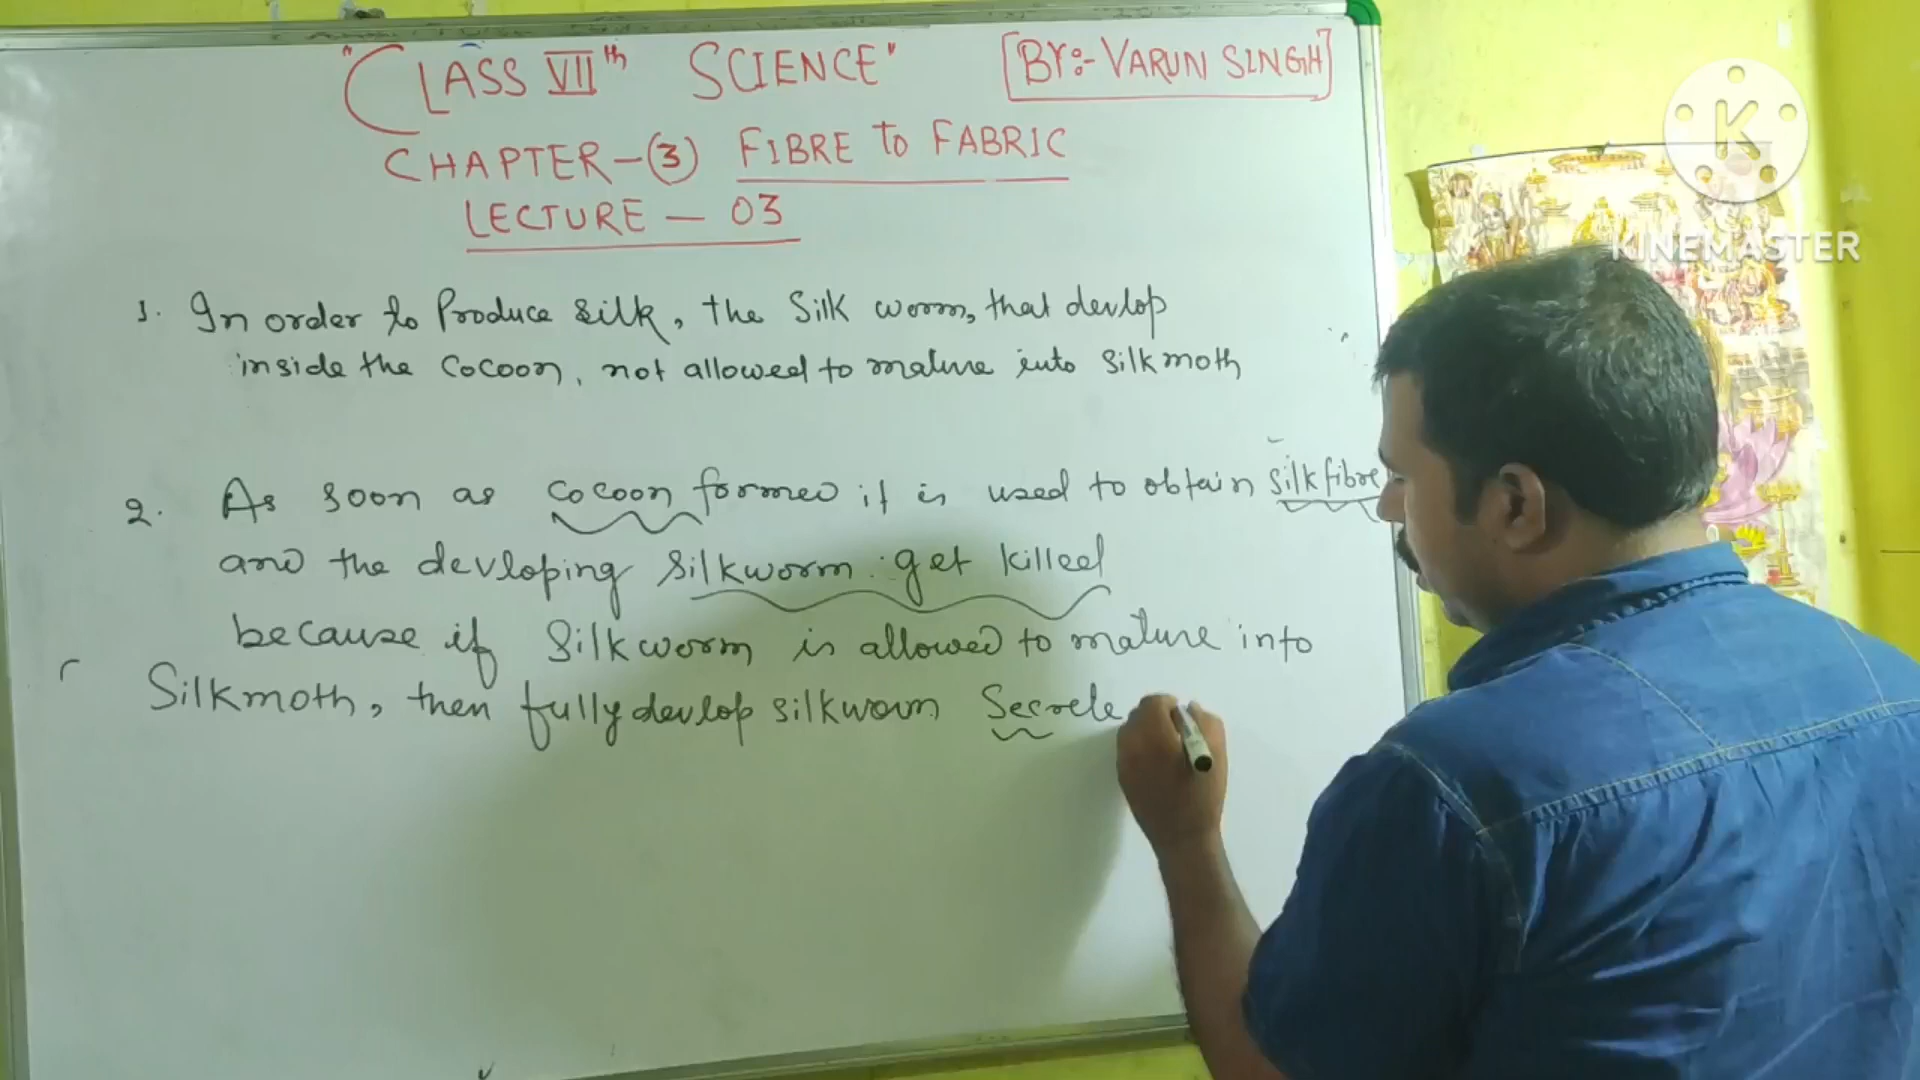 "CLASS VIIth SCIENCE" [BY:- VARUN SINGH]
CHAPTER-(3) FIBRE to FABRIC
LECTURE - 03
1. In order to Produce silk, the Silk worm, that devlop
inside the cocoon, not allowed to mature into silkmoth
2. As soon as cocoon formed it is used to obtain silk fibre
and the devloping silkworm get killed
because if Silkworm is allowed to mature into
Silkmoth, then fully devlop silkworm Secrete
K
KINEMASTER